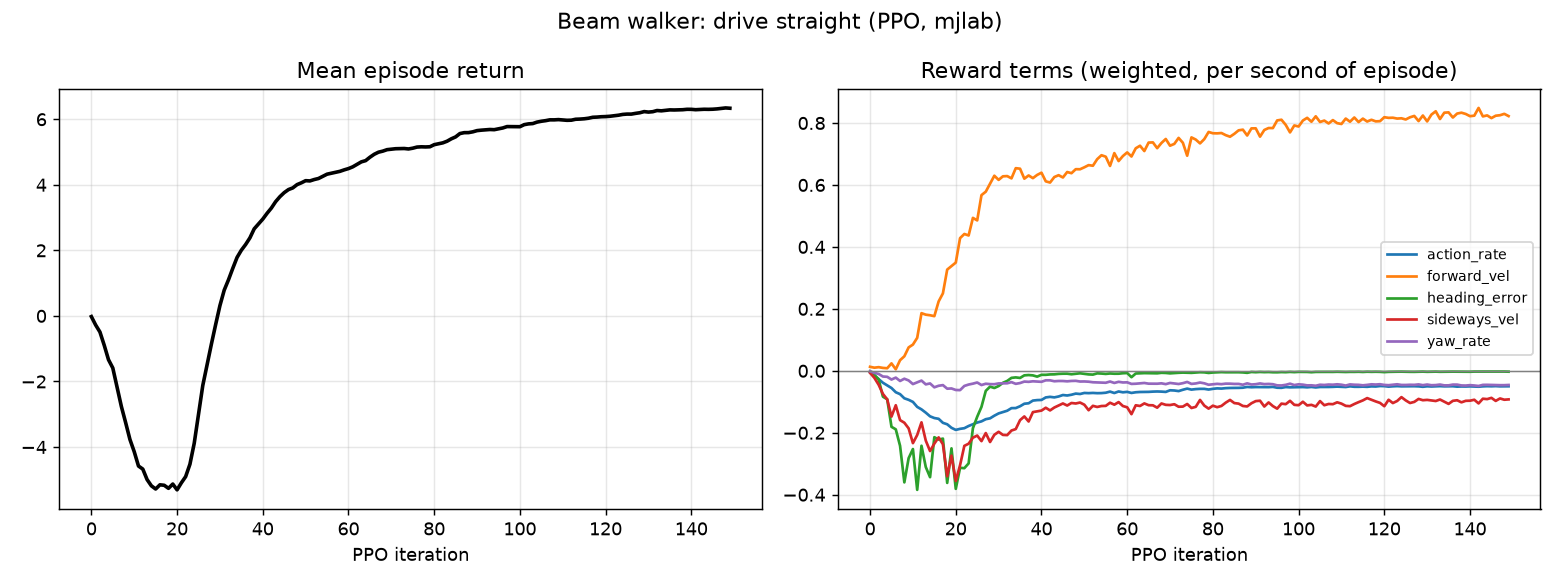 Beam walker: drive straight (PPO, mjlab)
Mean episode return
6
4
2
0
−2
−4
0 20 40 60 80 100 120 140
PPO iteration
Reward terms (weighted, per second of episode)
0.8
0.6
0.4
0.2
0.0
−0.2
−0.4
action_rate
forward_vel
heading_error
sideways_vel
yaw_rate
0 20 40 60 80 100 120 140
PPO iteration